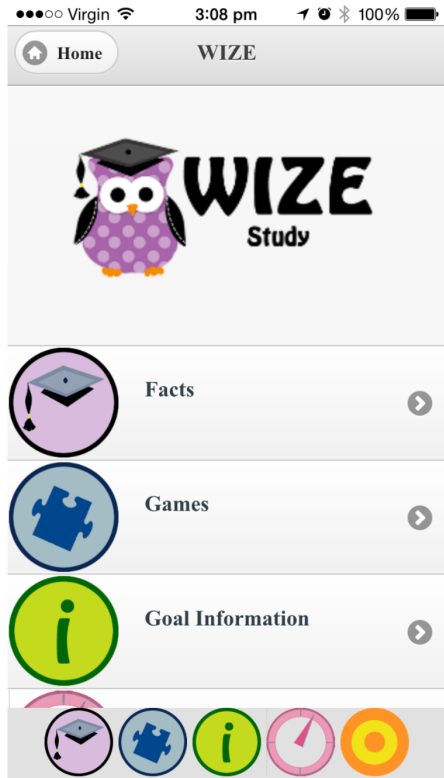 Virgin 3:08 pm 100%
Home WIZE
WIZE
Study
Facts
Games
Goal Information
i
i